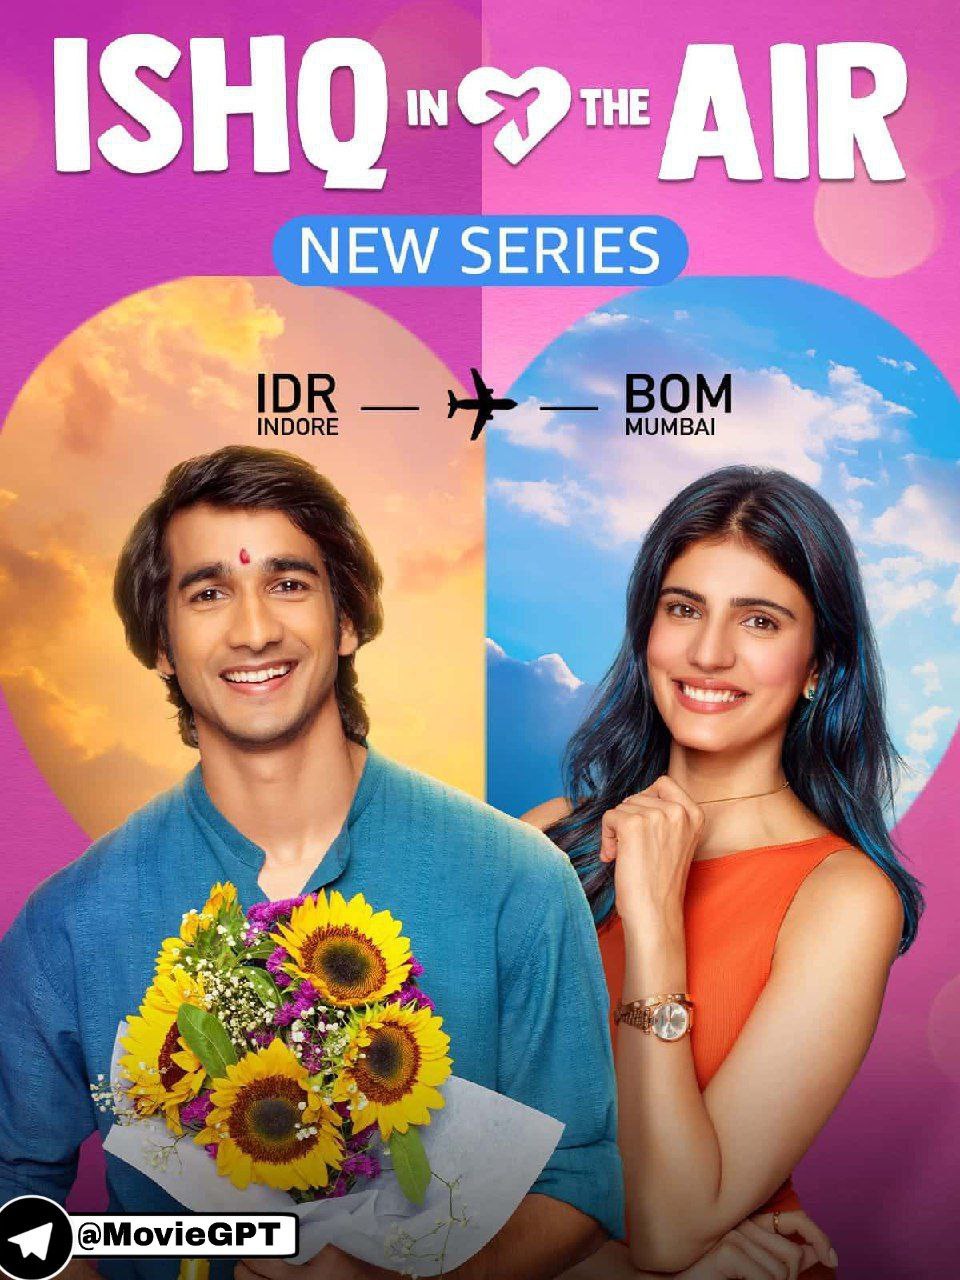 ISHQ IN THE AIR
NEW SERIES
IDR BOM
INDORE MUMBAI
@MovieGPT